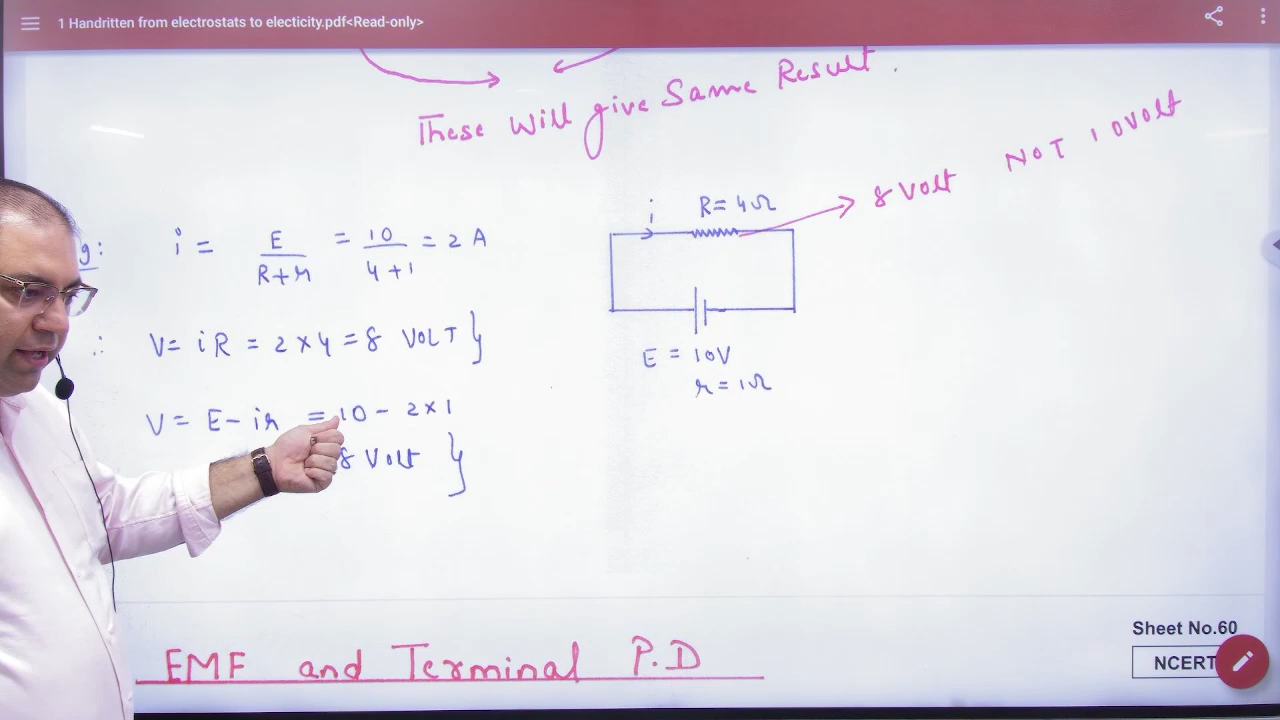 1 Handritten from electrostats to electicity.pdf<Read-only>
These Will give Same Result.
8 Volt NOT 10Volt
i R = 4Ω
g: i = E/R+r = 10/4+1 = 2 A
∴ V = iR = 2 × 4 = 8 VOLT }
E = 10V
r = 1Ω
V = E - ir = 10 - 2 × 1
8 Volt }
Sheet No.60
NCERT
EMF and Terminal P.D